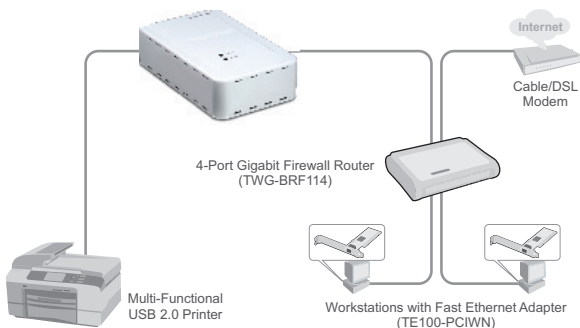 Internet
Cable/DSL
Modem
4-Port Gigabit Firewall Router
(TWG-BRF114)
Multi-Functional
USB 2.0 Printer
Workstations with Fast Ethernet Adapter
(TE100-PCIWN)